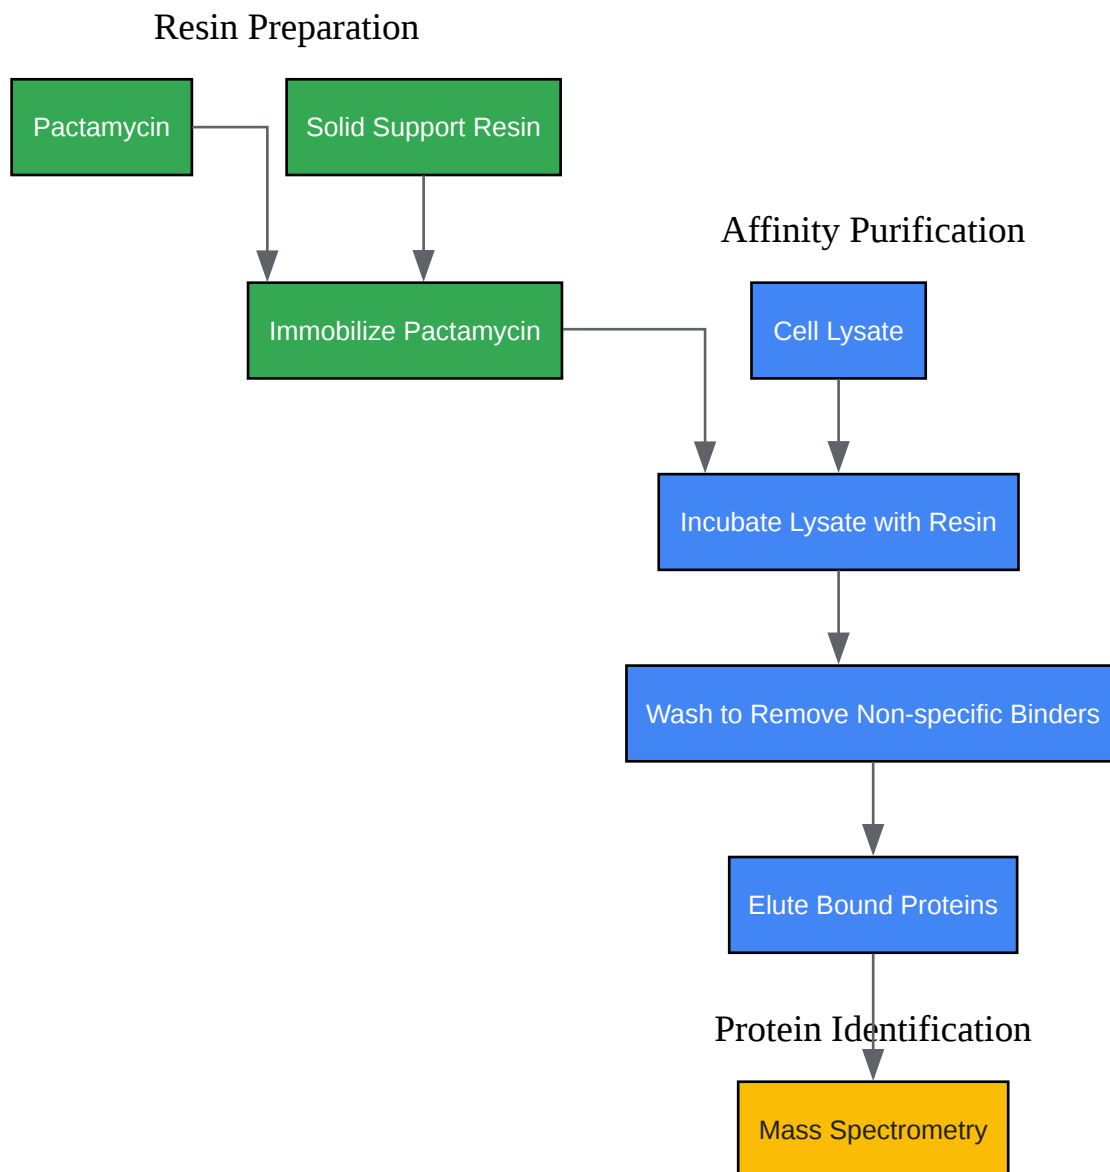 Resin Preparation
Pactamycin
Solid Support Resin
Affinity Purification
Immobilize Pactamycin
Cell Lysate
Incubate Lysate with Resin
Wash to Remove Non-specific Binders
Elute Bound Proteins
Protein Identification
Mass Spectrometry